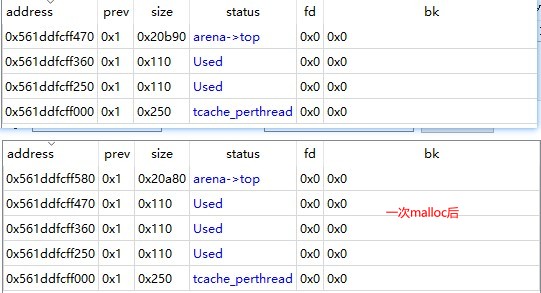 address prev size status fd bk
0x561ddfcff470 0x1 0x20b90 arena->top 0x0 0x0
0x561ddfcff360 0x1 0x110 Used 0x0 0x0
0x561ddfcff250 0x1 0x110 Used 0x0 0x0
0x561ddfcff000 0x1 0x250 tcache_perthread 0x0 0x0
address prev size status fd bk
0x561ddfcff580 0x1 0x20a80 arena->top 0x0 0x0
0x561ddfcff470 0x1 0x110 Used 0x0 0x0 一次malloc后
0x561ddfcff360 0x1 0x110 Used 0x0 0x0
0x561ddfcff250 0x1 0x110 Used 0x0 0x0
0x561ddfcff000 0x1 0x250 tcache_perthread 0x0 0x0